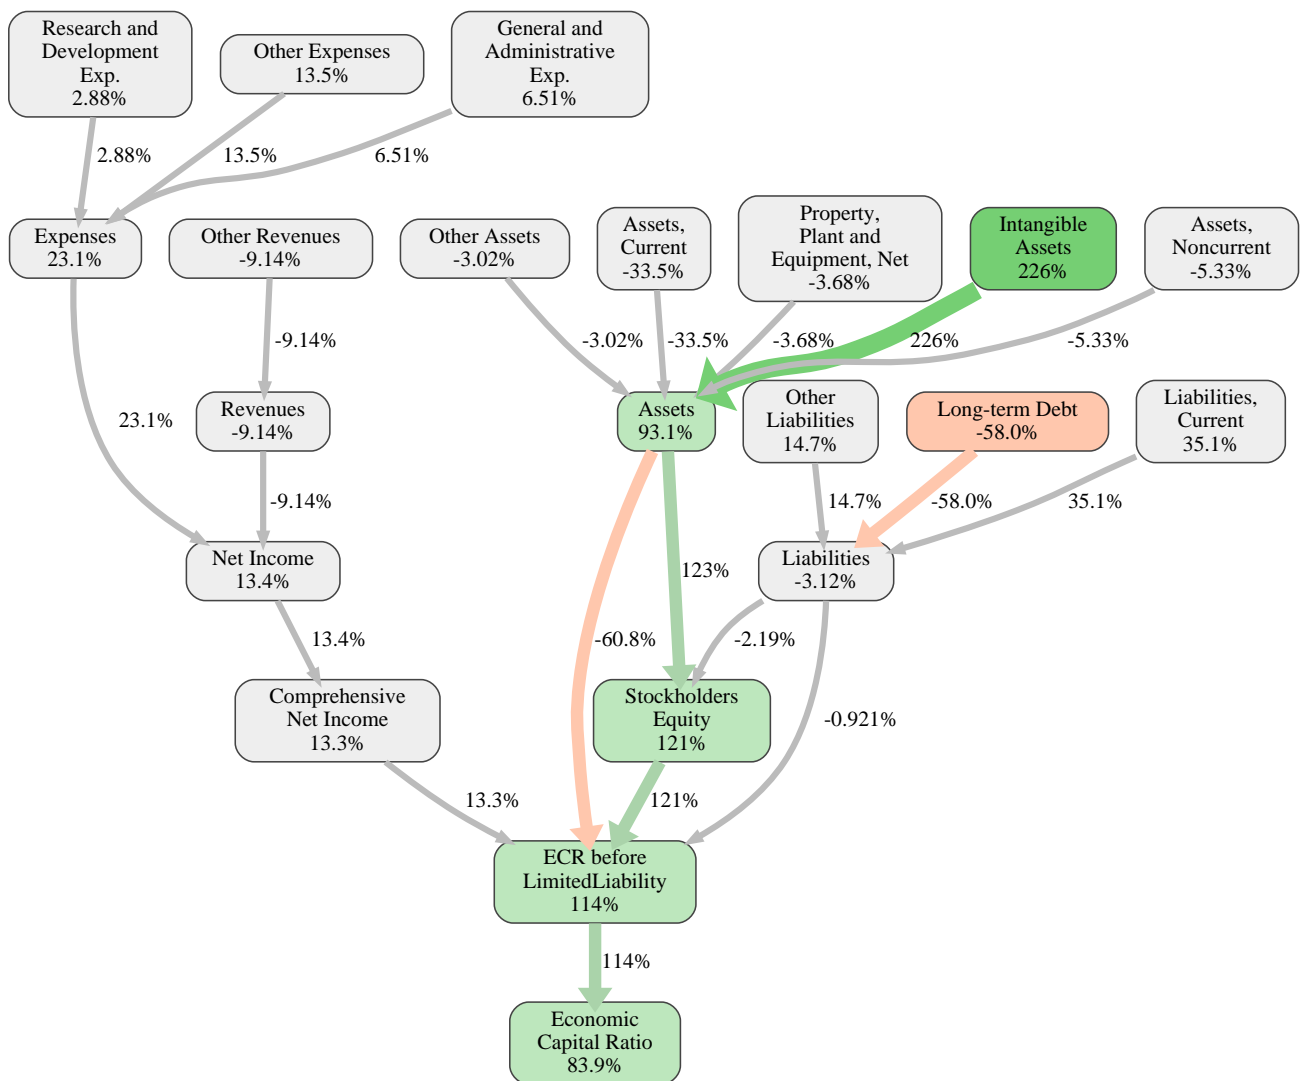 Research and
Development
Exp.
2.88%
Other Expenses
13.5%
General and
Administrative
Exp.
6.51%
2.88%
13.5%
6.51%
Expenses
23.1%
Other Revenues
-9.14%
Other Assets
-3.02%
Assets,
Current
-33.5%
Property,
Plant and
Equipment, Net
-3.68%
Intangible
Assets
226%
Assets,
Noncurrent
-5.33%
-9.14%
-3.02%
-33.5%
-3.68%
226%
-5.33%
23.1%
Revenues
-9.14%
Assets
93.1%
Other
Liabilities
14.7%
Long-term Debt
-58.0%
Liabilities,
Current
35.1%
-9.14%
14.7%
-58.0%
35.1%
Net Income
13.4%
123%
Liabilities
-3.12%
13.4%
-60.8%
-2.19%
Comprehensive
Net Income
13.3%
Stockholders
Equity
121%
-0.921%
13.3%
121%
ECR before
LimitedLiability
114%
114%
Economic
Capital Ratio
83.9%